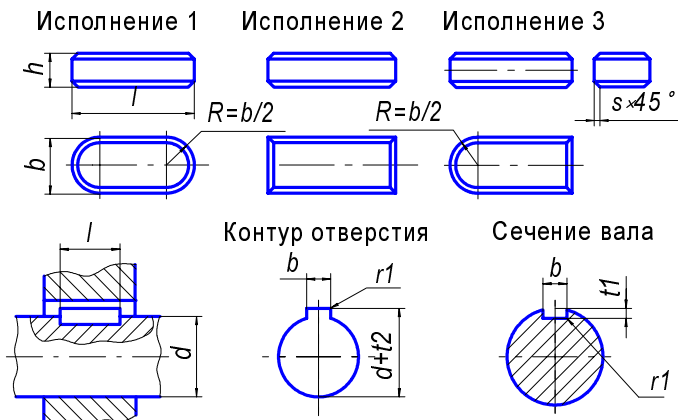 Исполнение 1 Исполнение 2 Исполнение 3
h
l
s×45°
R=b/2 R=b/2
b
l Контур отверстия Сечение вала
b r1 b t1
d d+t2
r1